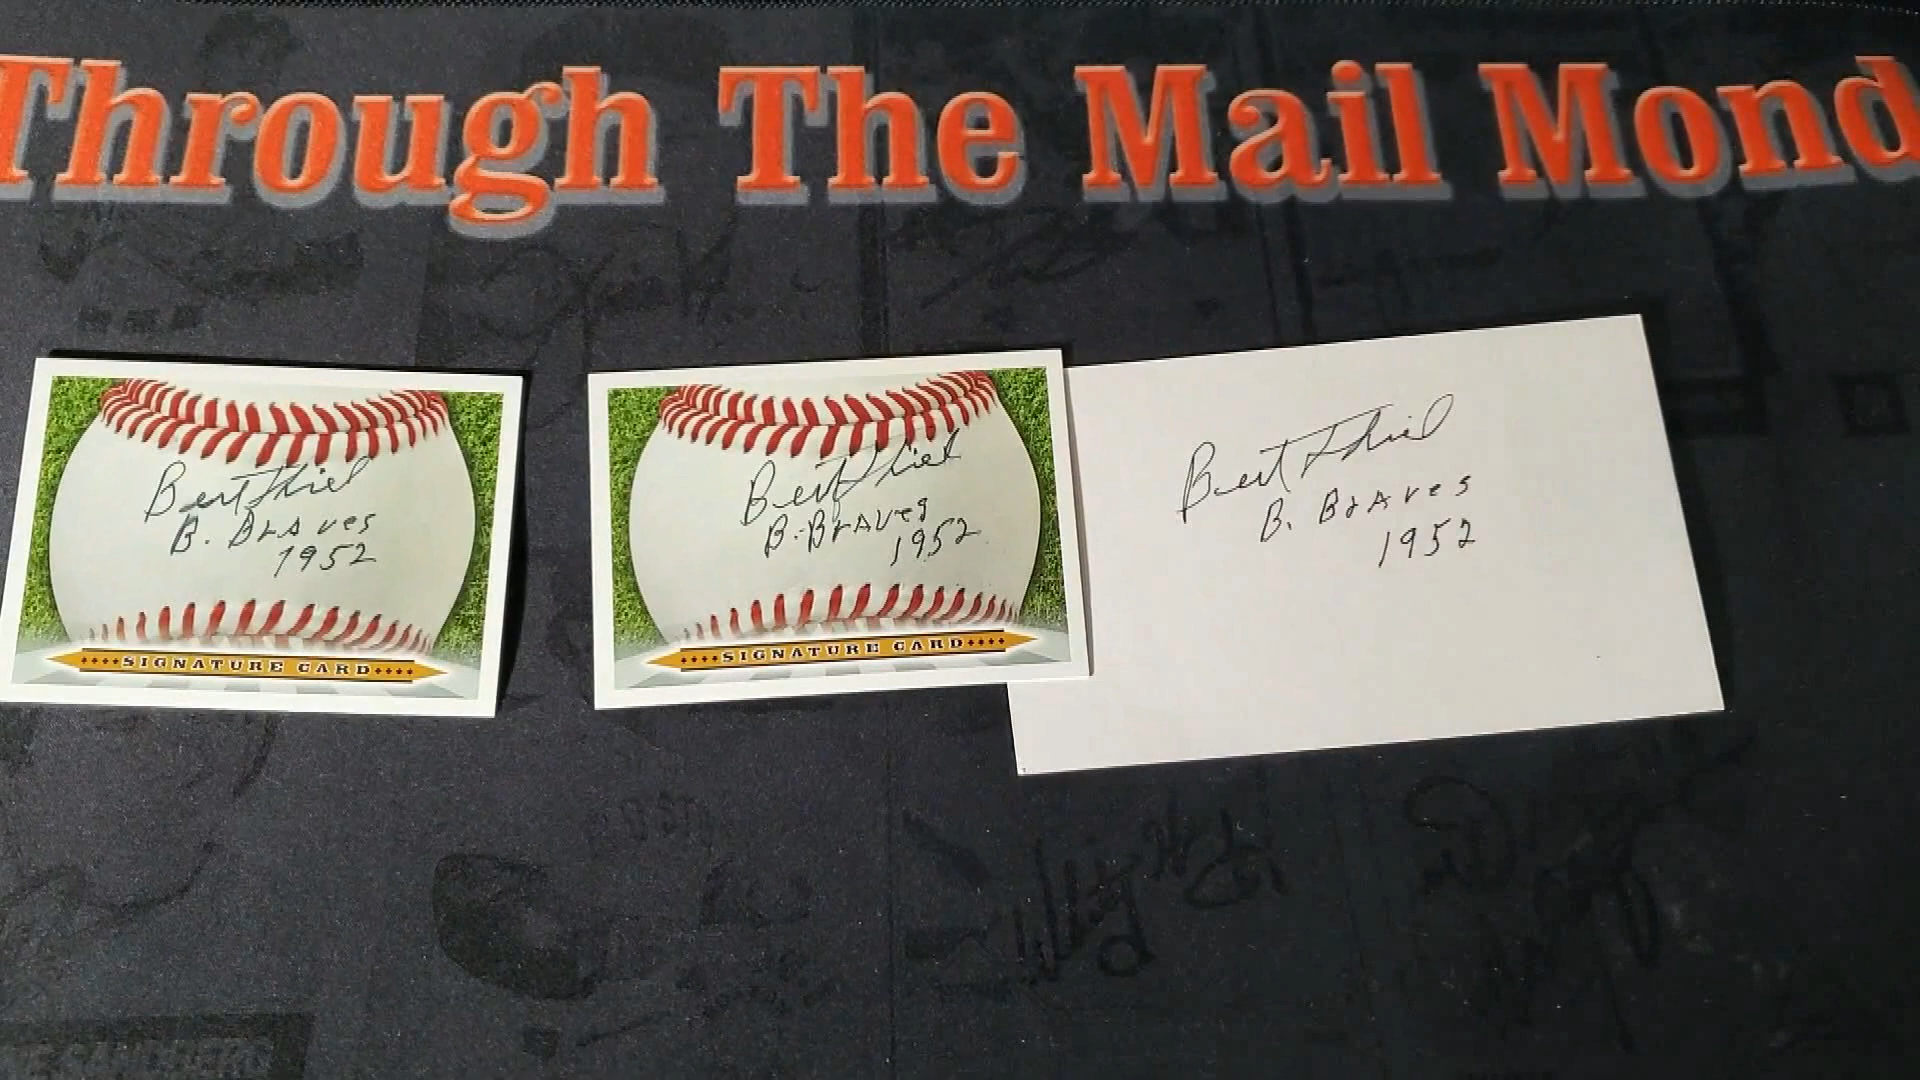 Through The Mail Mond
Bert Thiel
B. Braves
1952
SIGNATURE CARD
Bert Thiel
B. Braves
1952
SIGNATURE CARD
Bert Thiel
B. Braves
1952